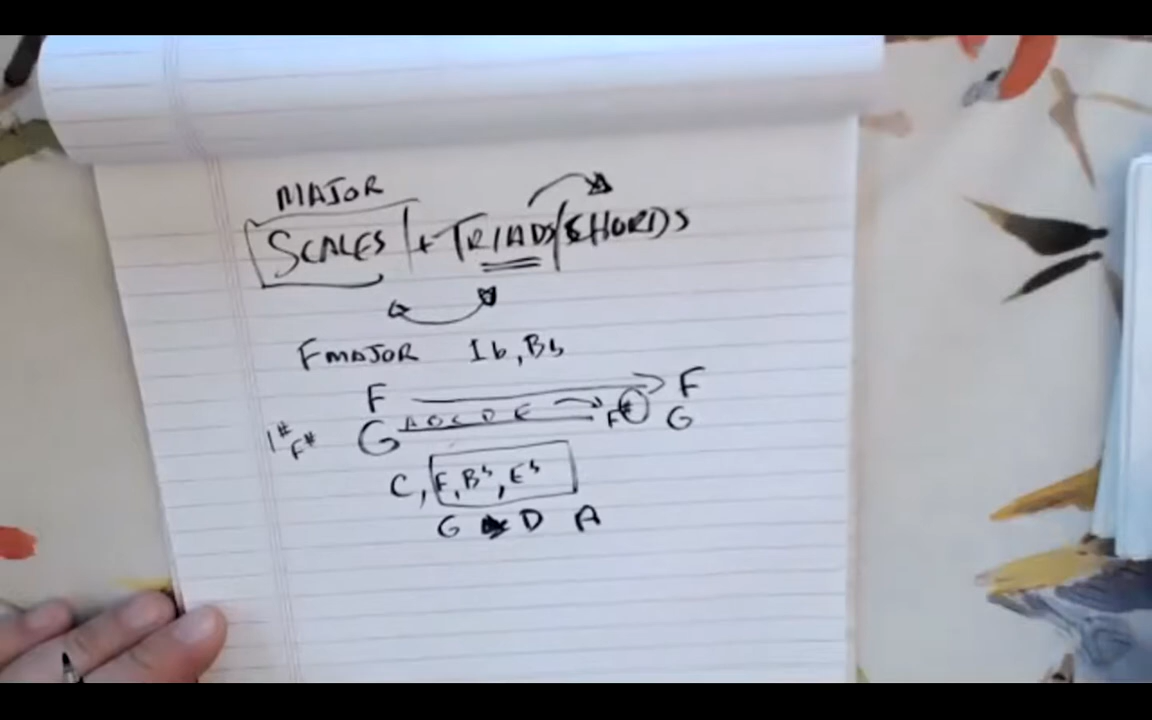 MAJOR
SCALES + TRIADS/CHORDS
F MAJOR 1b, Bb
F F
1# F# G A B C D E F# G
C, F, Bb, Eb
G D A